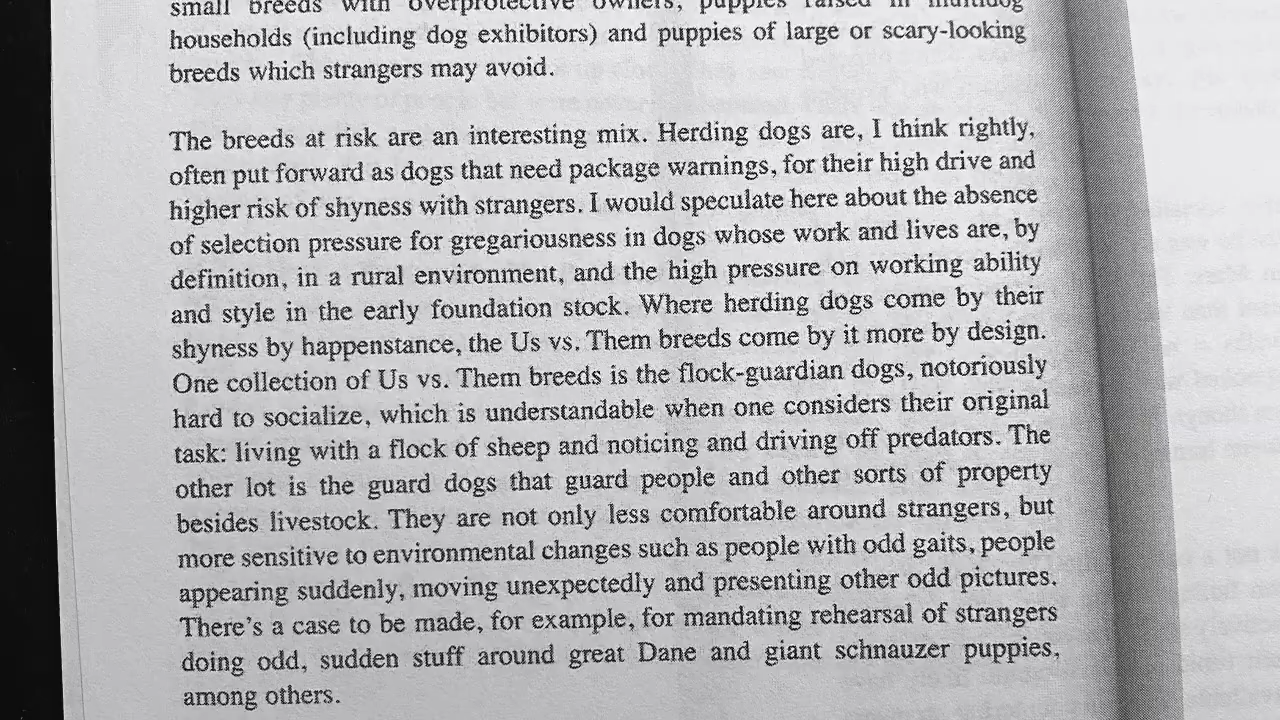 small breeds with overprotective owners, puppies raised in multidog
households (including dog exhibitors) and puppies of large or scary-looking
breeds which strangers may avoid.
The breeds at risk are an interesting mix. Herding dogs are, I think rightly,
often put forward as dogs that need package warnings, for their high drive and
higher risk of shyness with strangers. I would speculate here about the absence
of selection pressure for gregariousness in dogs whose work and lives are, by
definition, in a rural environment, and the high pressure on working ability
and style in the early foundation stock. Where herding dogs come by their
shyness by happenstance, the Us vs. Them breeds come by it more by design.
One collection of Us vs. Them breeds is the flock-guardian dogs, notoriously
hard to socialize, which is understandable when one considers their original
task: living with a flock of sheep and noticing and driving off predators. The
other lot is the guard dogs that guard people and other sorts of property
besides livestock. They are not only less comfortable around strangers, but
more sensitive to environmental changes such as people with odd gaits, people
appearing suddenly, moving unexpectedly and presenting other odd pictures.
There's a case to be made, for example, for mandating rehearsal of strangers
doing odd, sudden stuff around great Dane and giant schnauzer puppies,
among others.